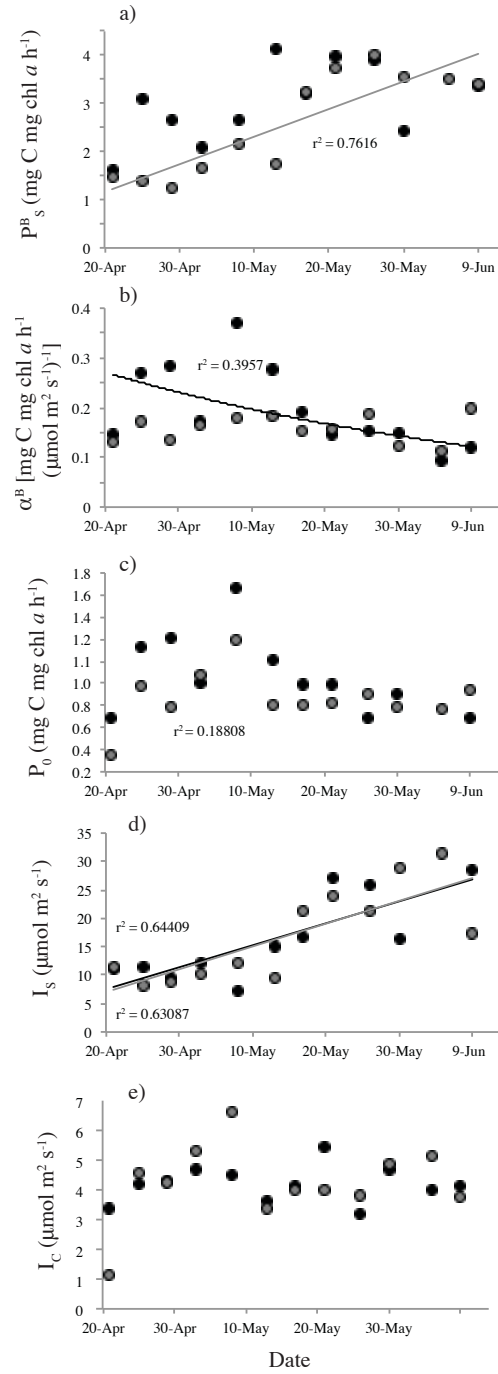 a)
P^B_S (mg C mg chl a h⁻¹)
4
3
2
1
0
r² = 0.7616
20-Apr 30-Apr 10-May 20-May 30-May 9-Jun
b)
α^B [mg C mg chl a h⁻¹
(μmol m² s⁻¹)⁻¹]
0.4
0.3
0.2
0.1
0
r² = 0.3957
20-Apr 30-Apr 10-May 20-May 30-May 9-Jun
c)
P₀ (mg C mg chl a h⁻¹)
1.8
1.6
1.2
1.0
1.0
0.8
0.6
0.4
0.2
r² = 0.18808
20-Apr 30-Apr 10-May 20-May 30-May 9-Jun
d)
I_S (μmol m² s⁻¹)
35
30
25
20
15
10
5
0
r² = 0.64409
r² = 0.63087
20-Apr 30-Apr 10-May 20-May 30-May 9-Jun
e)
I_C (μmol m² s⁻¹)
7
6
5
4
3
2
1
0
20-Apr 30-Apr 10-May 20-May 30-May
Date